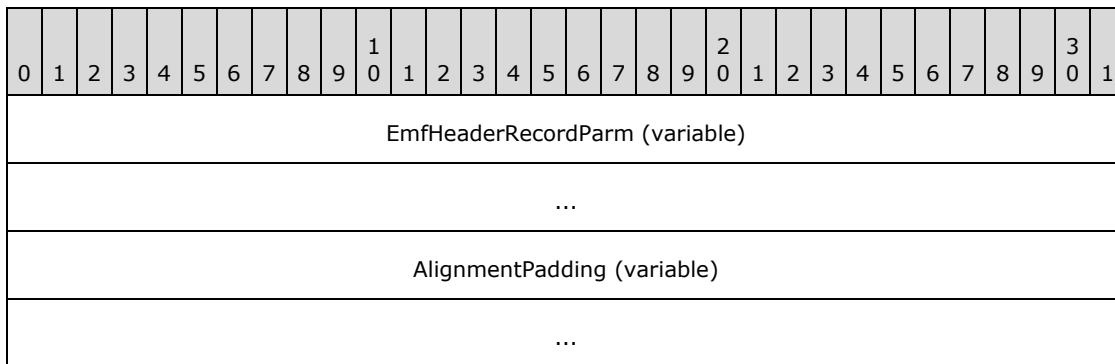 1 2 3
0 1 2 3 4 5 6 7 8 9 0 1 2 3 4 5 6 7 8 9 0 1 2 3 4 5 6 7 8 9 0 1
EmfHeaderRecordParm (variable)
...
AlignmentPadding (variable)
...